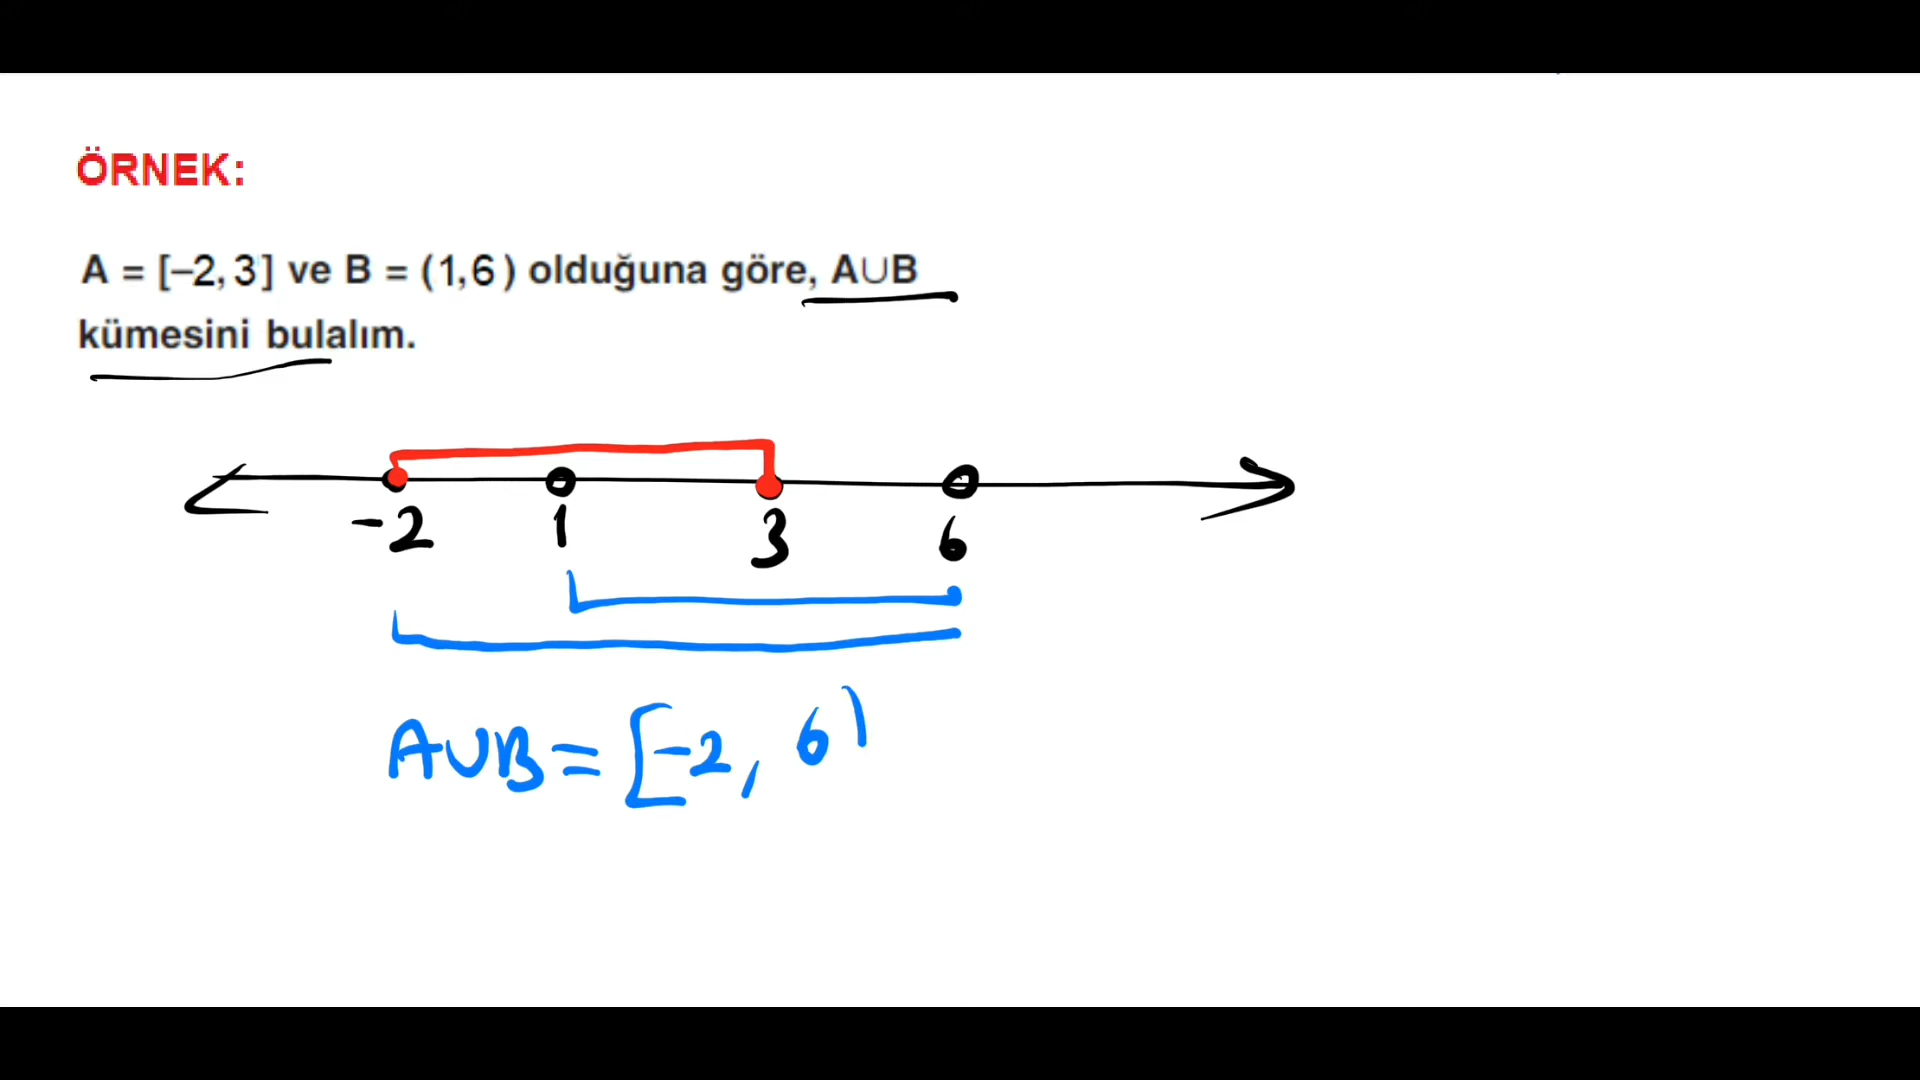 ÖRNEK:
A = [–2, 3] ve B = (1,6) olduğuna göre, A∪B
kümesini bulalım.
-2 1 3 6
A∪B = [-2, 6)